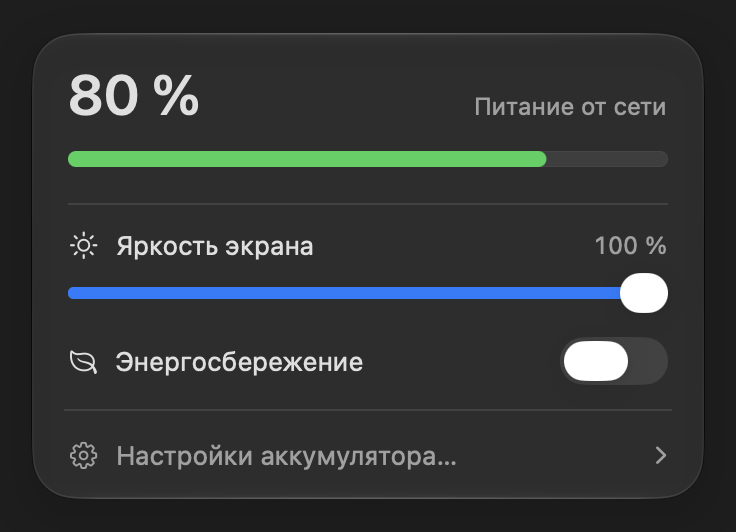 80 %
Питание от сети
Яркость экрана
100 %
Энергосбережение
Настройки аккумулятора...